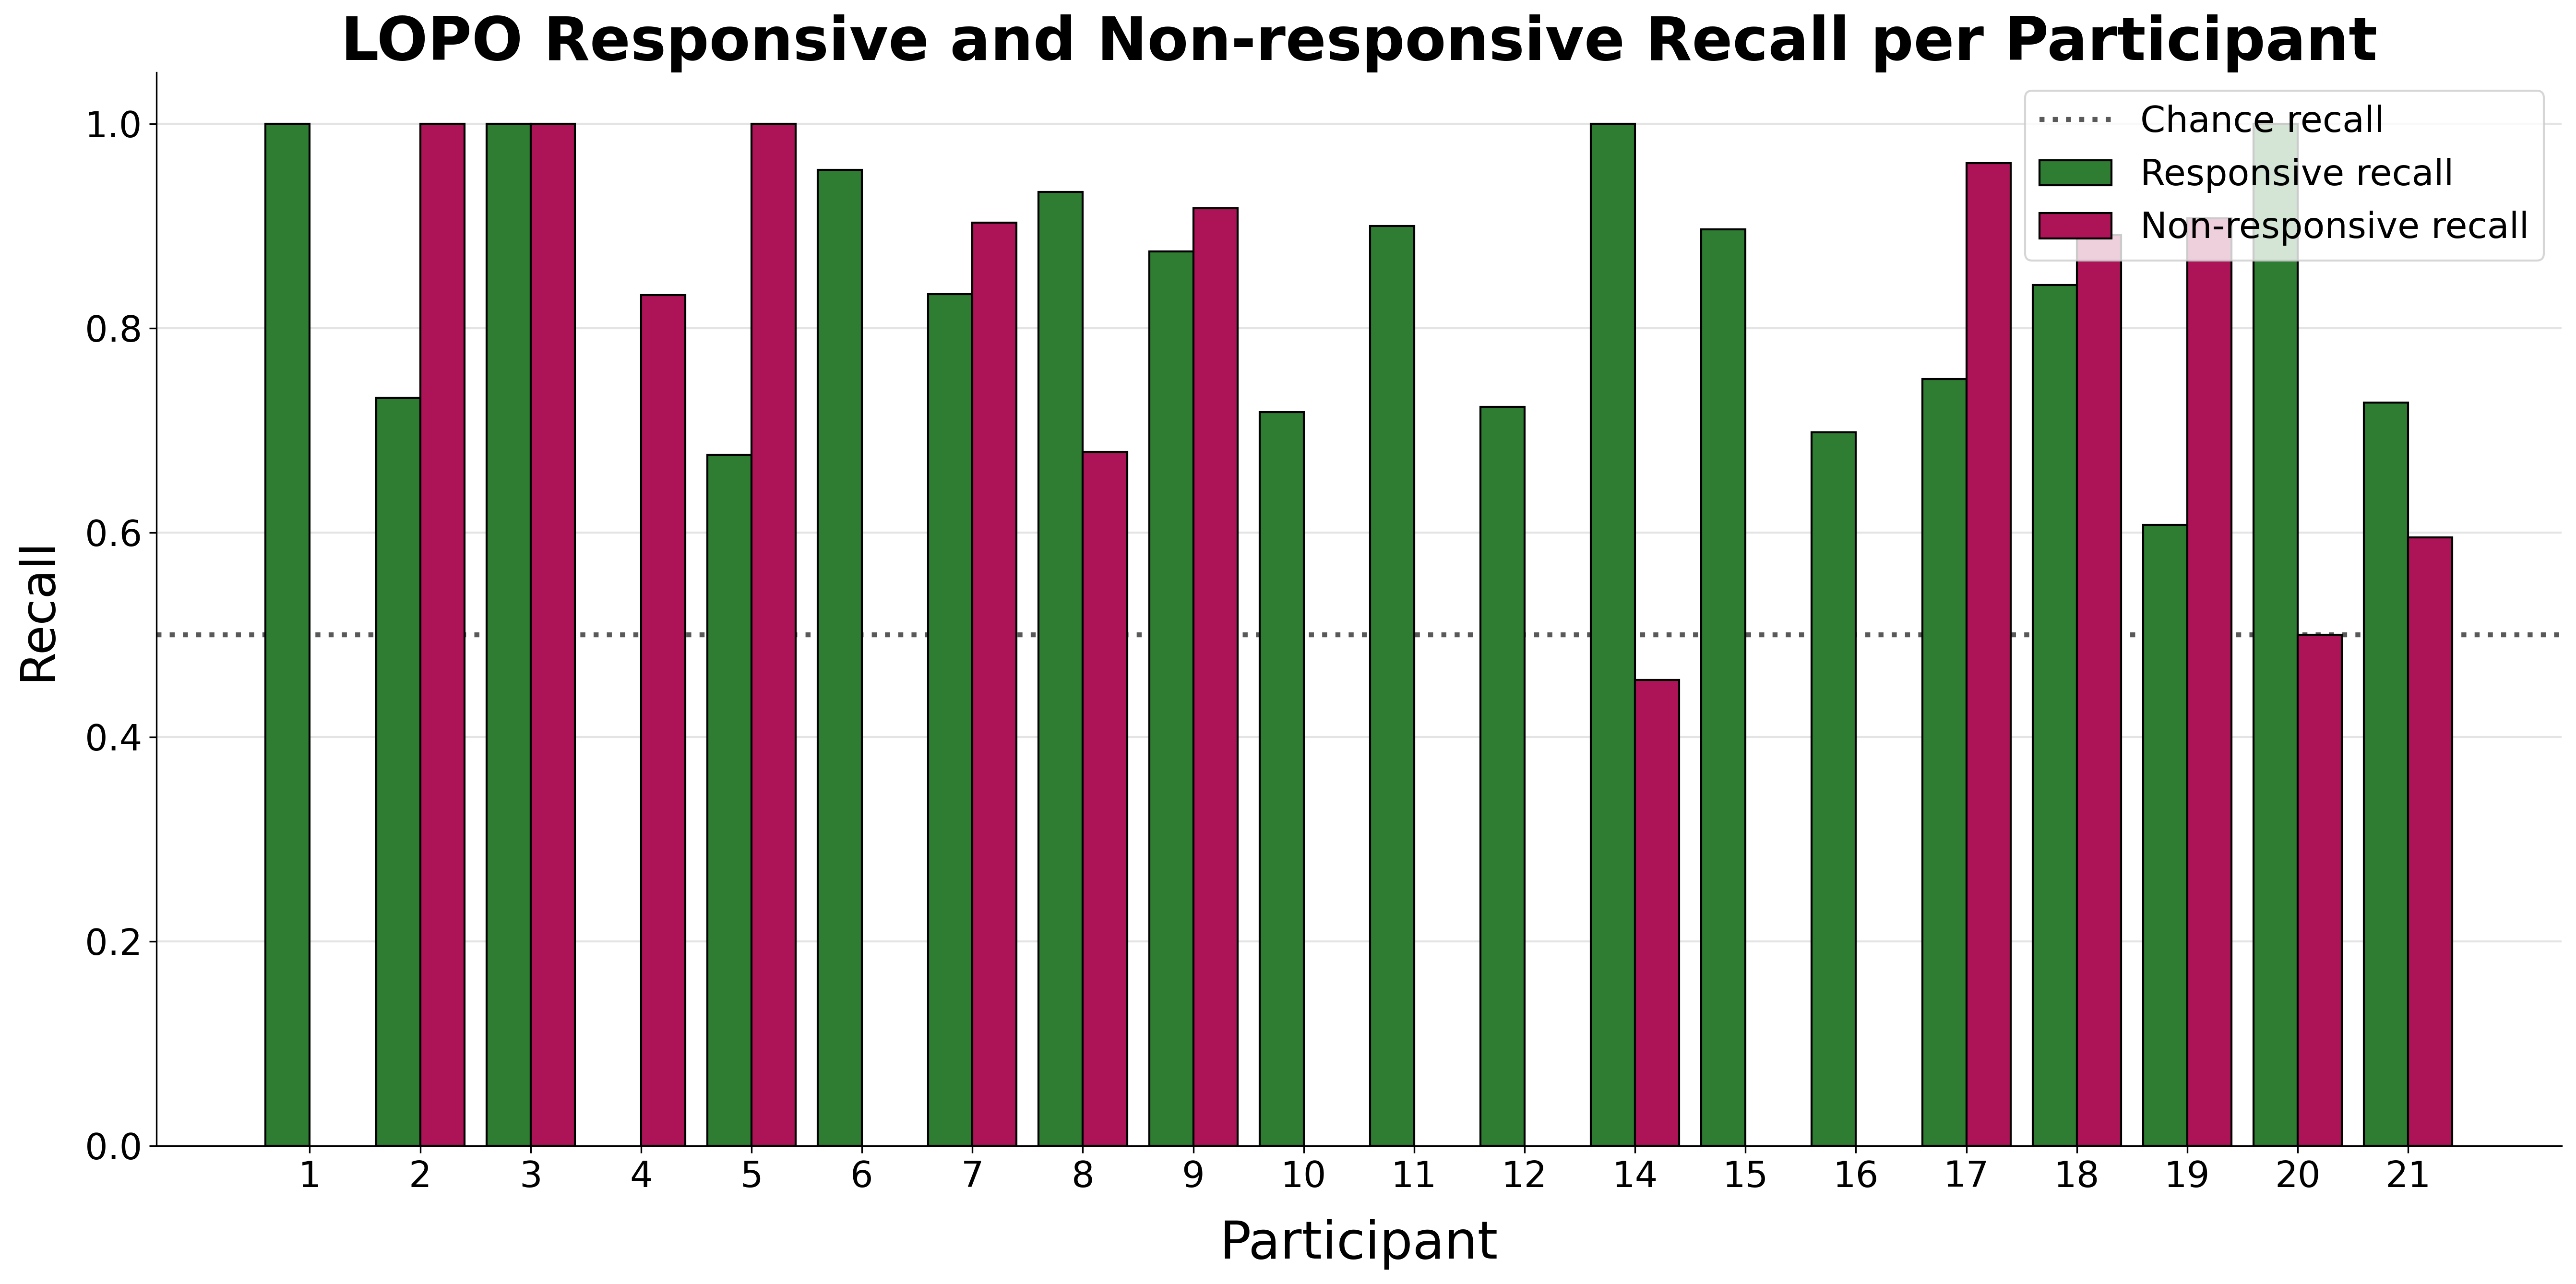 LOPO Responsive and Non-responsive Recall per Participant
Chance recall
Responsive recall
Non-responsive recall
Recall
1.0
0.8
0.6
0.4
0.2
0.0
1 2 3 4 5 6 7 8 9 10 11 12 14 15 16 17 18 19 20 21
Participant